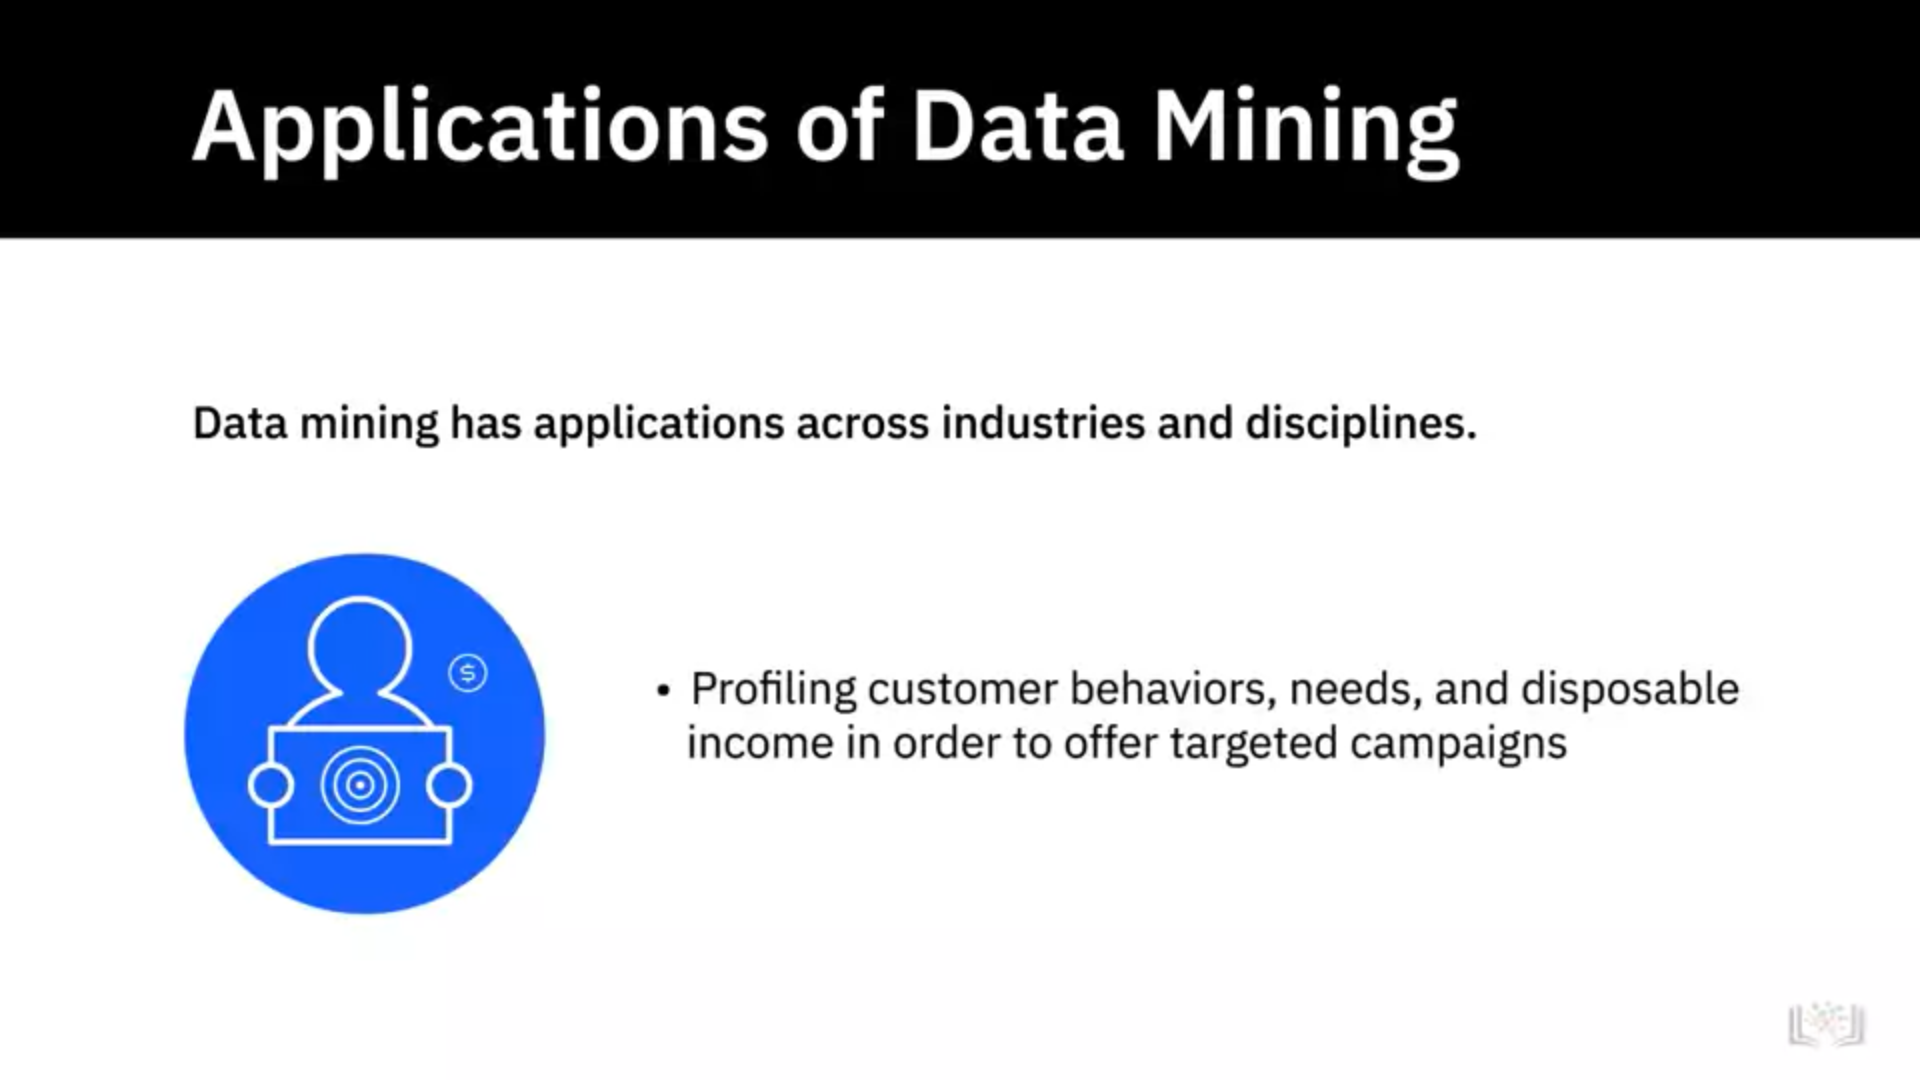 Applications of Data Mining
Data mining has applications across industries and disciplines.
$
• Profiling customer behaviors, needs, and disposable
income in order to offer targeted campaigns